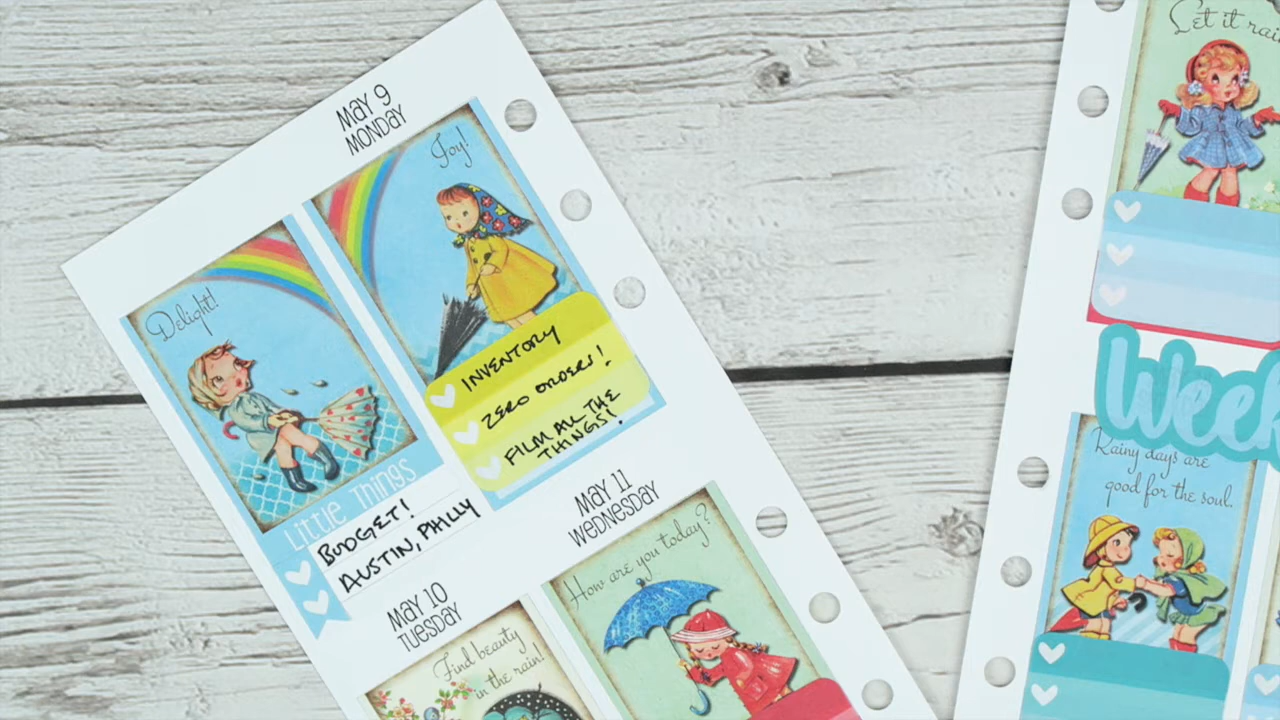 MAY 9
MONDAY
Delight!
Joy!
INVENTORY
ZERO ORDERS!
FILM ALL THE
THINGS!
Little Things
BUDGET!
AUSTIN, PHILLY
MAY 10
TUESDAY
Find beauty
in the rain!
MAY 11
WEDNESDAY
How are you today?
Let it rai
Week
Rainy days are
good for the soul.